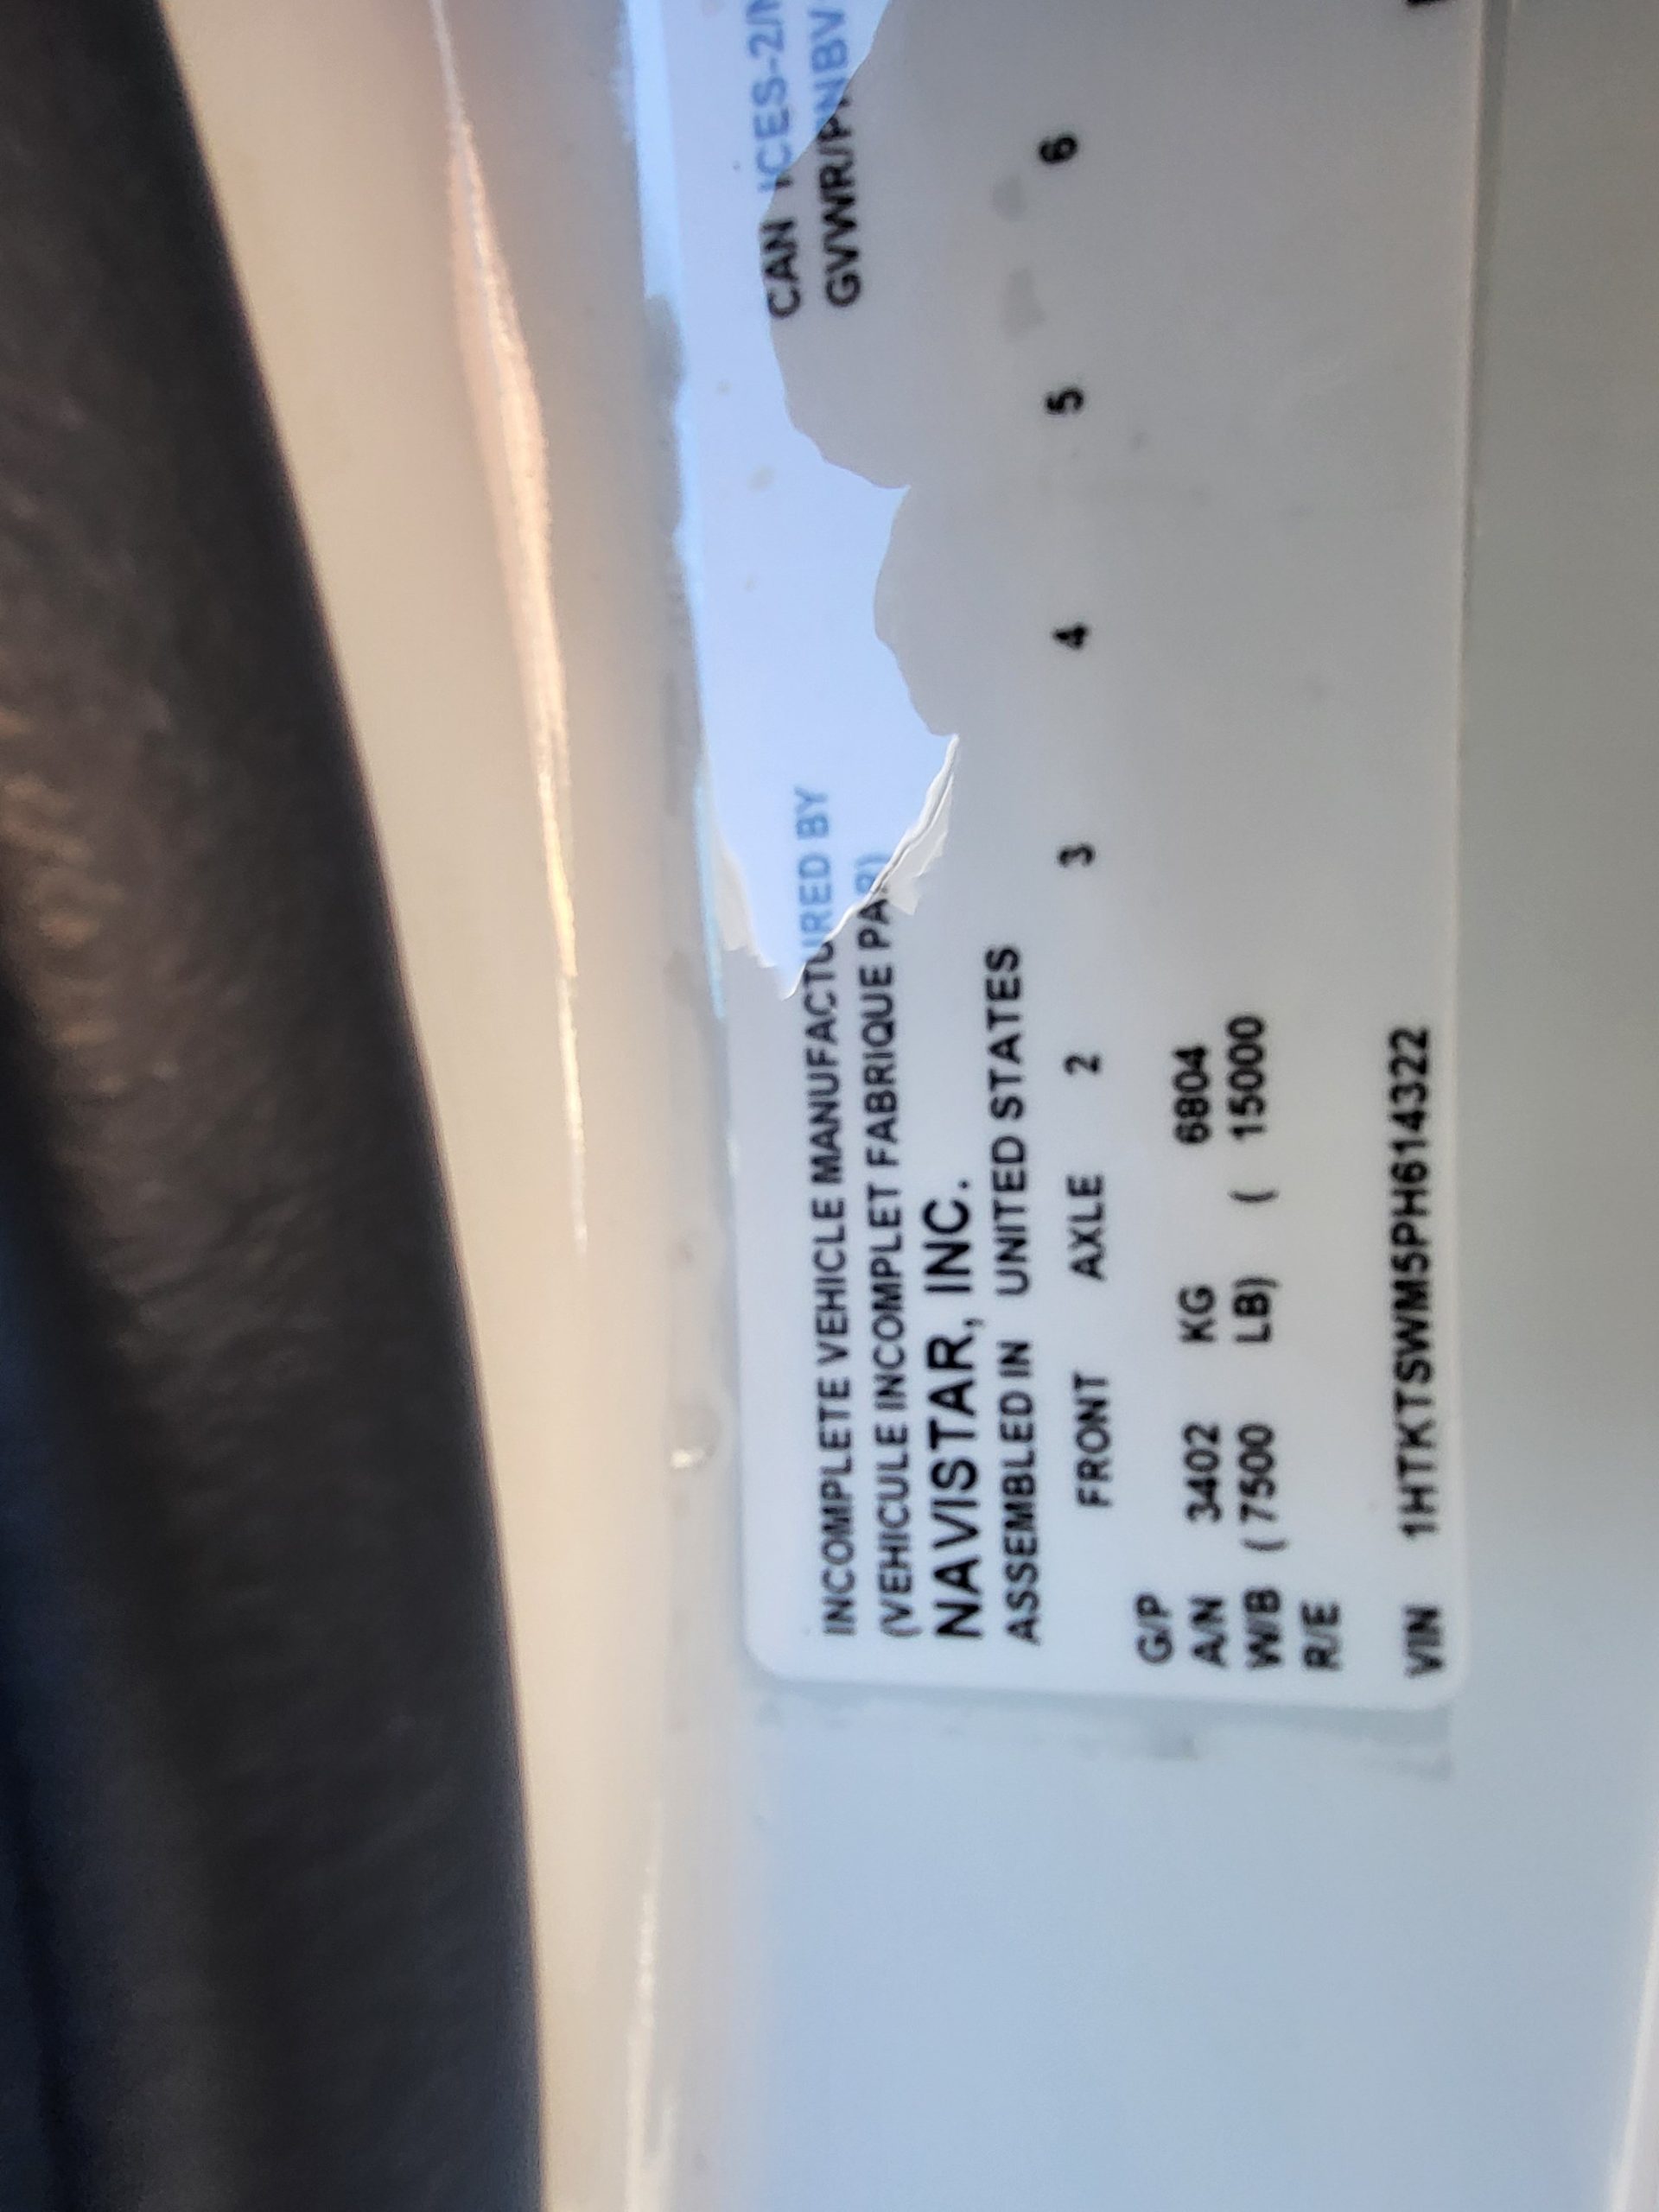 INCOMPLETE VEHICLE MANUFACTURED BY
(VEHICULE INCOMPLET FABRIQUE PAR)
NAVISTAR, INC.
ASSEMBLED IN UNITED STATES
CAN ICES-2/
GVWR/P
FRONT AXLE 2 3 4 5 6
G/P
A/N 3402 KG 6804
W/B (7500 LB) ( 15000
R/E
VIN 1HTKTSWM5PH614322